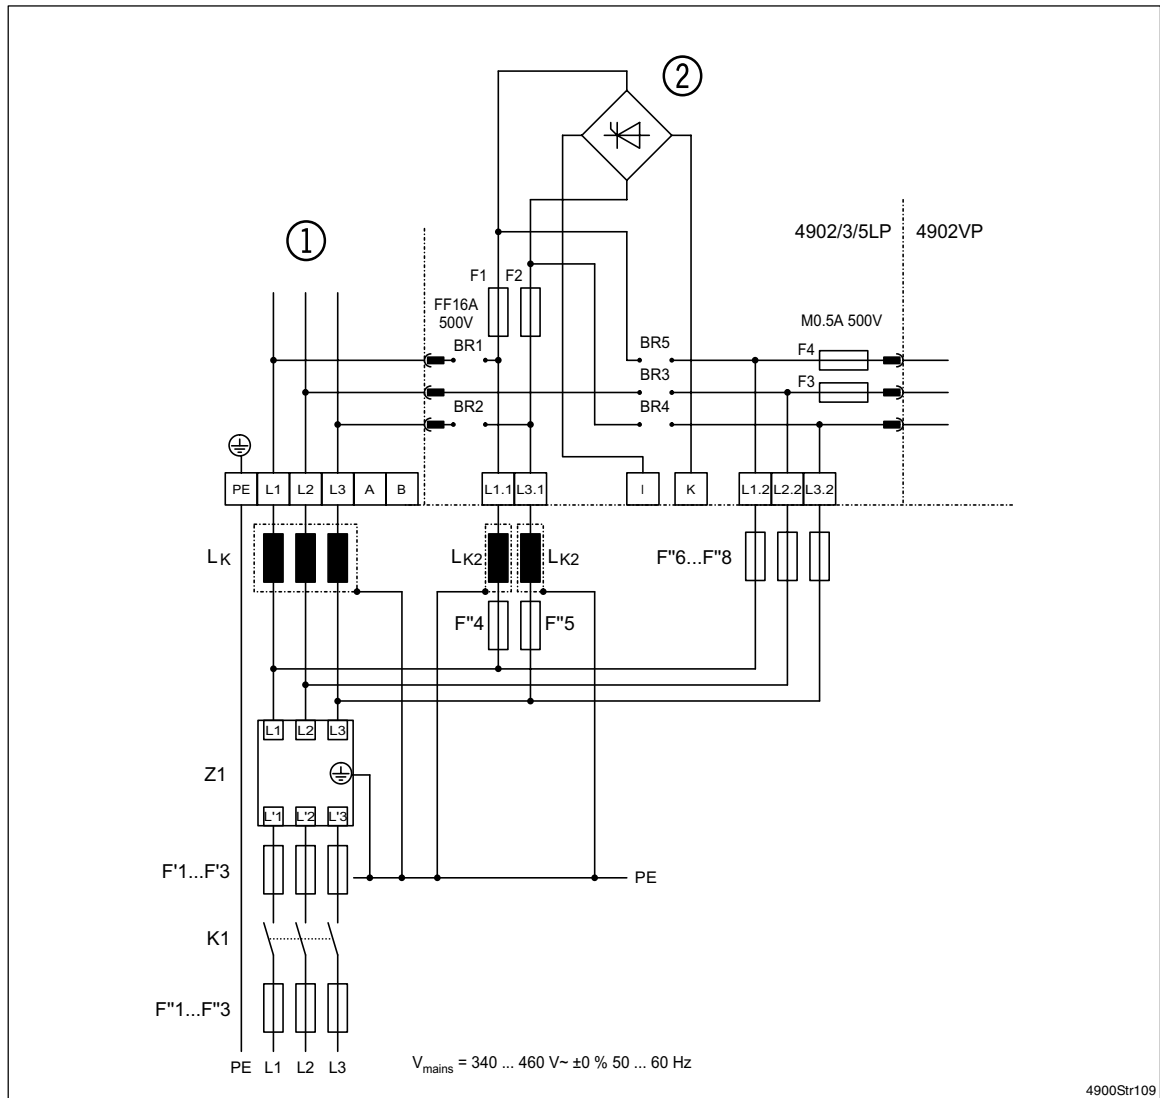 ②
①
4902/3/5LP 4902VP
F1 F2
FF16A
500V
M0.5A 500V
BR1 BR5 F4
BR3 F3
BR2 BR4
PE L1 L2 L3 A B L1.1 L3.1 I K L1.2 L2.2 L3.2
LK LK2 LK2 F"6...F"8
F"4 F"5
L1 L2 L3
Z1
L'1 L'2 L'3
F'1...F'3
PE
K1
F"1...F"3
PE L1 L2 L3
Vmains = 340 ... 460 V~ ±0 % 50 ... 60 Hz
4900Str109